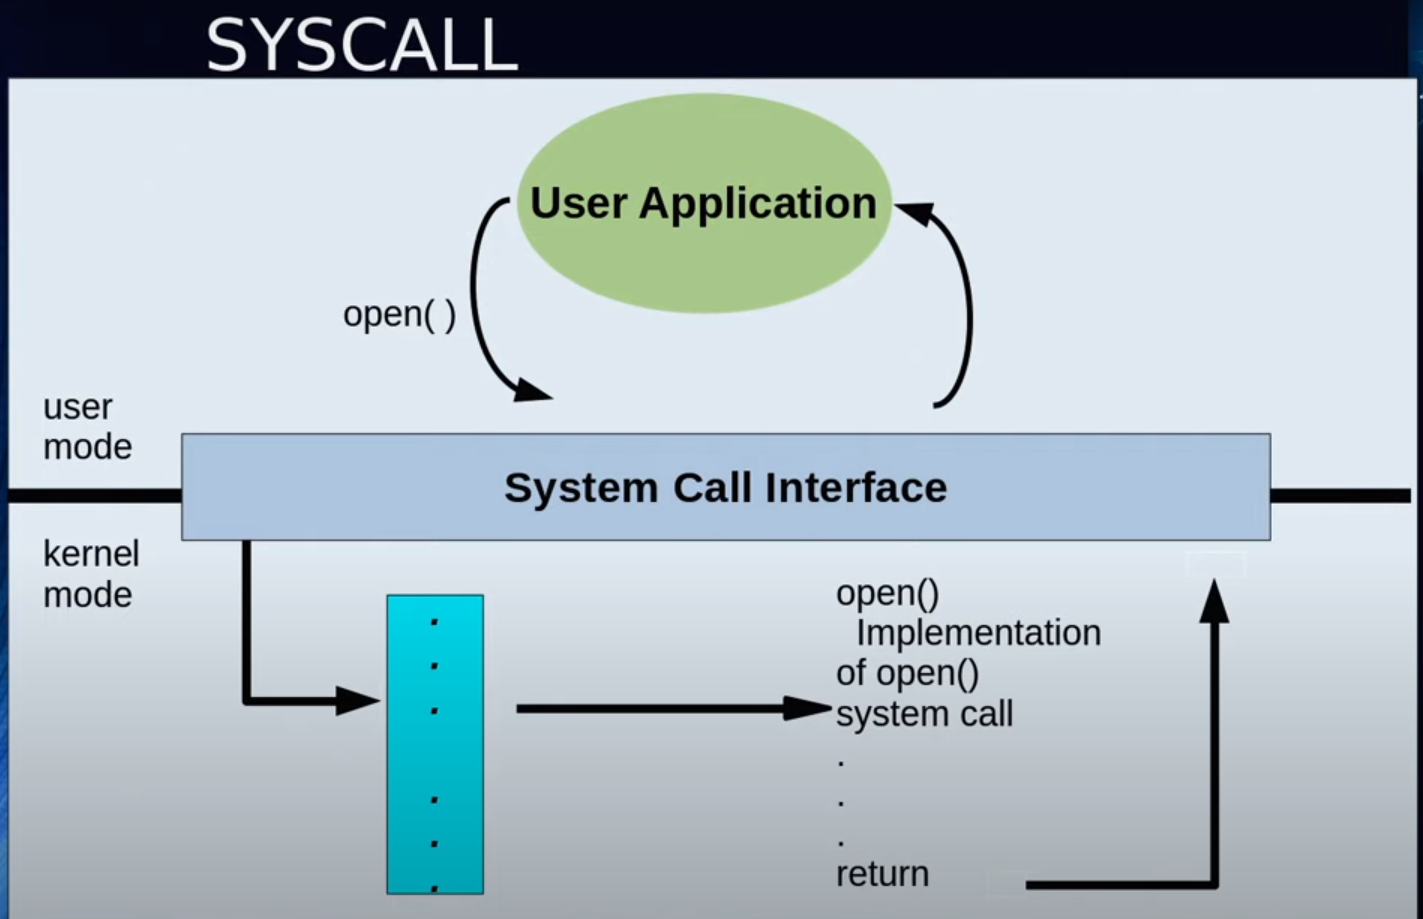 SYSCALL
User Application
open( )
user
mode
System Call Interface
kernel
mode
.
.
.
.
.
.
open()
Implementation
of open()
system call
.
.
.
return